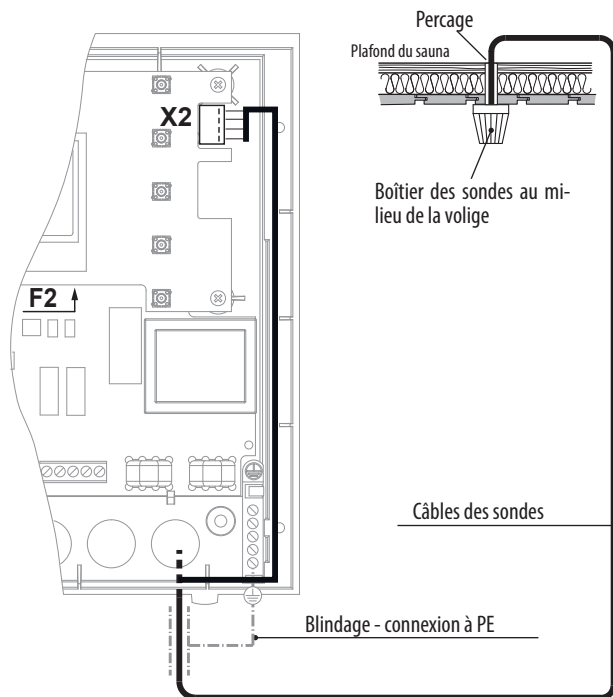 Percage
Plafond du sauna
X2
Boîtier des sondes au mi-
lieu de la volige
F2
Câbles des sondes
Blindage - connexion à PE